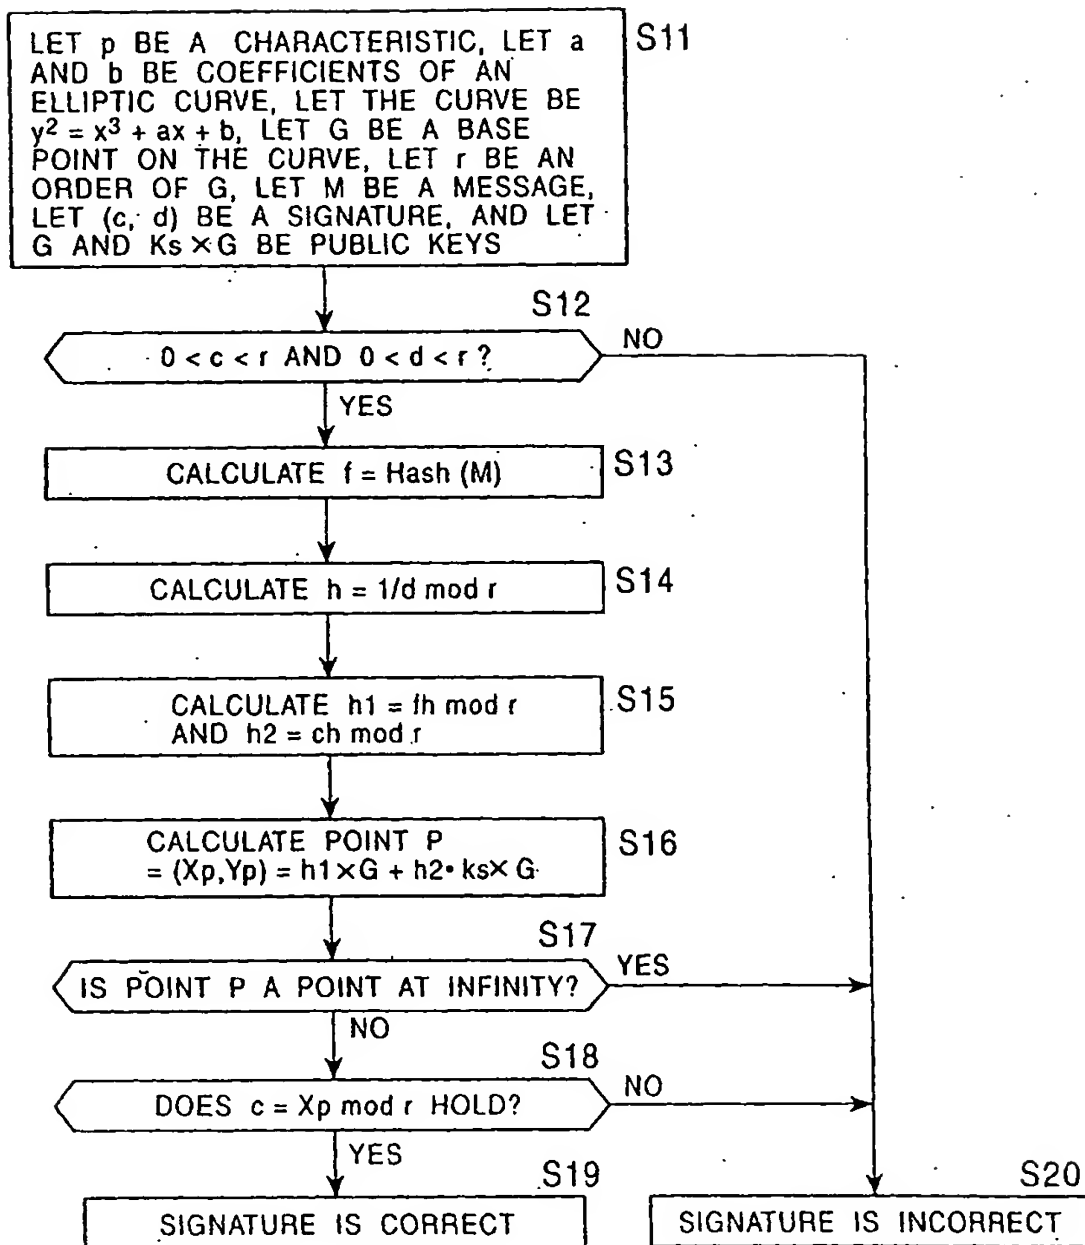 LET p BE A CHARACTERISTIC, LET a
AND b BE COEFFICIENTS OF AN
ELLIPTIC CURVE, LET THE CURVE BE
y² = x³ + ax + b, LET G BE A BASE
POINT ON THE CURVE, LET r BE AN
ORDER OF G, LET M BE A MESSAGE,
LET (c, d) BE A SIGNATURE, AND LET
G AND Ks × G BE PUBLIC KEYS
S11
S12
0 < c < r AND 0 < d < r ?
NO
YES
CALCULATE f = Hash (M)
S13
CALCULATE h = 1/d mod r
S14
CALCULATE h1 = fh mod r
AND h2 = ch mod r
S15
CALCULATE POINT P
= (Xp,Yp) = h1 × G + h2 • ks × G
S16
S17
IS POINT P A POINT AT INFINITY?
YES
NO
S18
DOES c = Xp mod r HOLD?
NO
YES
S19
SIGNATURE IS CORRECT
S20
SIGNATURE IS INCORRECT